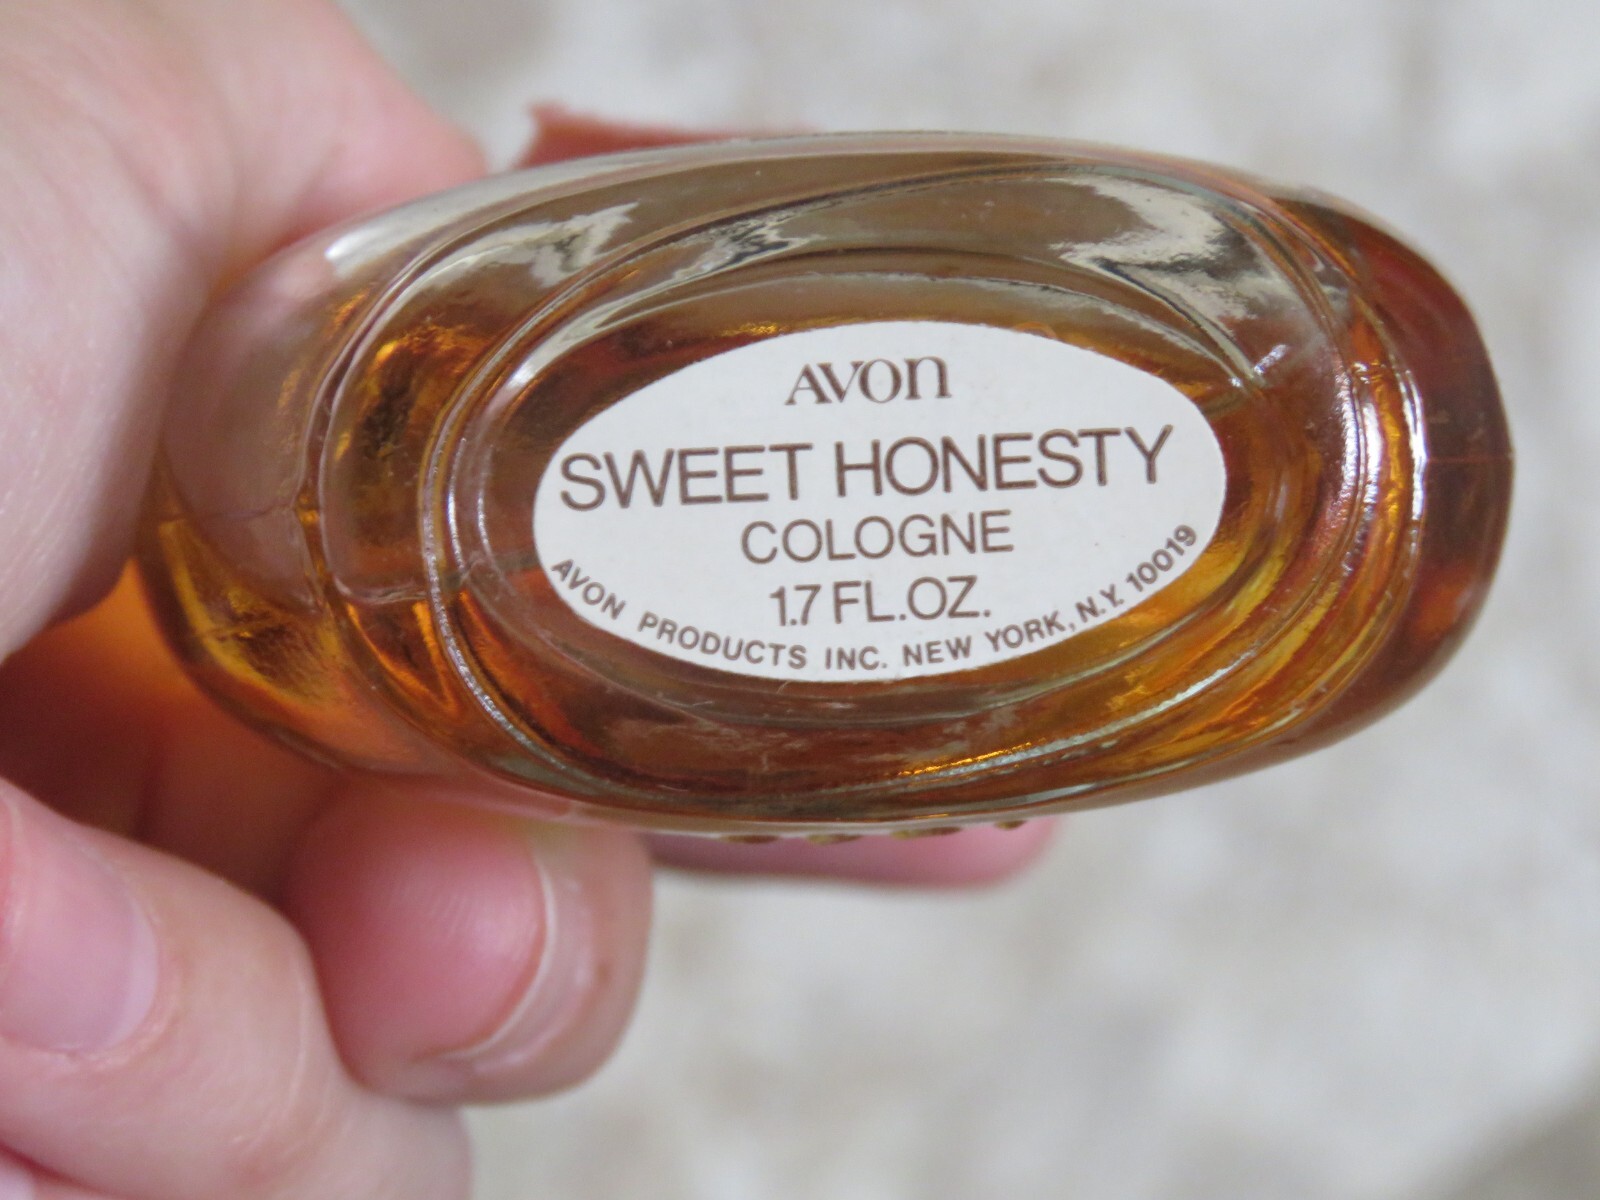 AVON
SWEET HONESTY
COLOGNE
1.7 FL.OZ.
AVON PRODUCTS INC. NEW YORK, N.Y. 10019